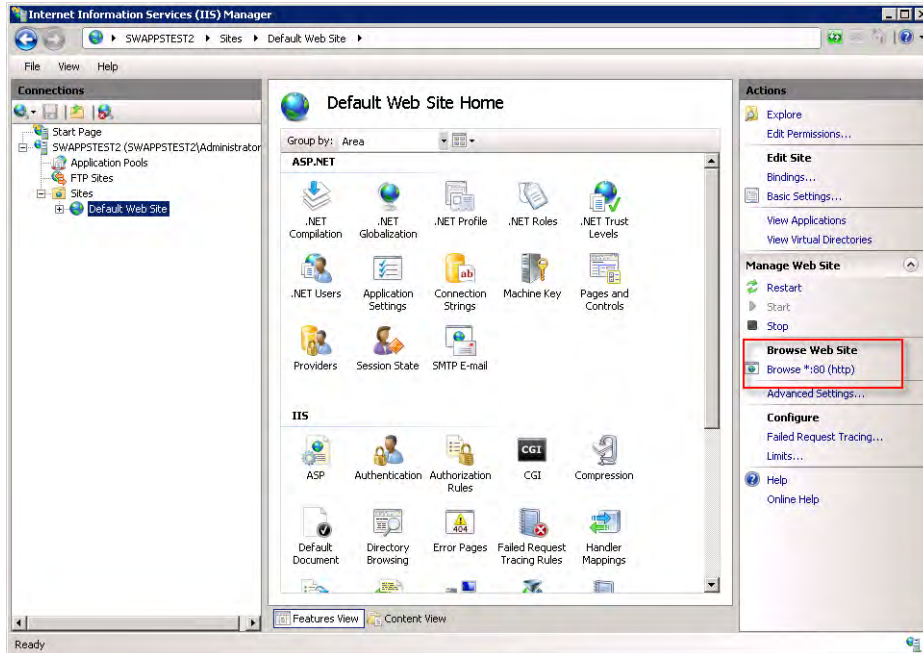 Internet Information Services (IIS) Manager
SWAPPSTEST2 Sites Default Web Site
File View Help
Connections
Start Page
SWAPPSTEST2 (SWAPPSTEST2\Administrator
Application Pools
FTP Sites
Sites
Default Web Site
Default Web Site Home
Group by: Area
ASP.NET
.NET Compilation
.NET Globalization
.NET Profile
.NET Roles
.NET Trust Levels
.NET Users
Application Settings
Connection Strings
Machine Key
Pages and Controls
Providers
Session State
SMTP E-mail
IIS
ASP
Authentication
Authorization Rules
CGI
CGI
Compression
Default Document
Directory Browsing
404
Error Pages
Failed Request Tracing Rules
Handler Mappings
Features View
Content View
Actions
Explore
Edit Permissions...
Edit Site
Bindings...
Basic Settings...
View Applications
View Virtual Directories
Manage Web Site
Restart
Start
Stop
Browse Web Site
Browse *:80 (http)
Advanced Settings...
Configure
Failed Request Tracing...
Limits...
Help
Online Help
Ready